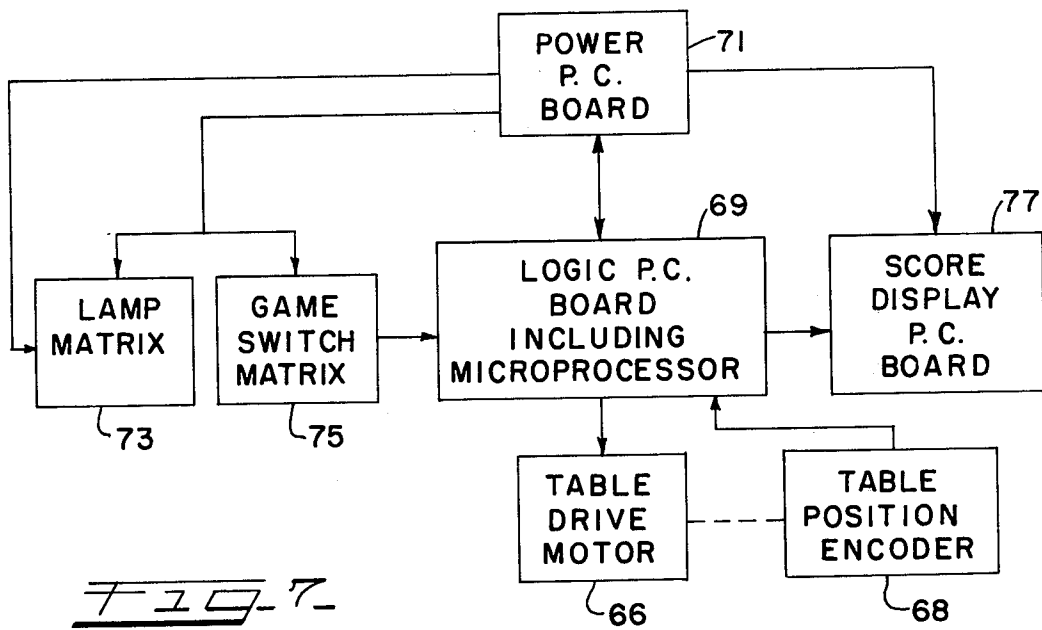 POWER
P. C.
BOARD
71
69
77
LAMP
MATRIX
GAME
SWITCH
MATRIX
LOGIC P.C.
BOARD
INCLUDING
MICROPROCESSOR
SCORE
DISPLAY
P. C.
BOARD
73
75
TABLE
DRIVE
MOTOR
TABLE
POSITION
ENCODER
66
68
FIG_7_